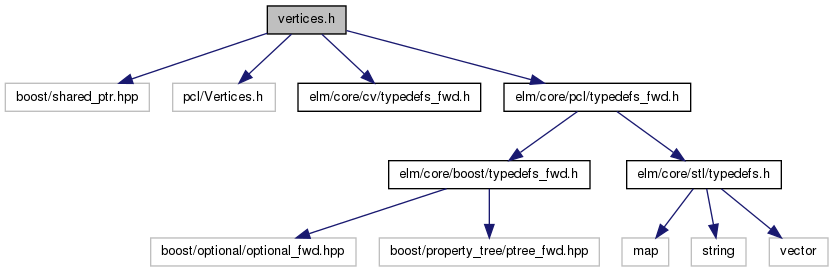 vertices.h
boost/shared_ptr.hpp
pcl/Vertices.h
elm/core/cv/typedefs_fwd.h
elm/core/pcl/typedefs_fwd.h
elm/core/boost/typedefs_fwd.h
elm/core/stl/typedefs.h
boost/optional/optional_fwd.hpp
boost/property_tree/ptree_fwd.hpp
map
string
vector